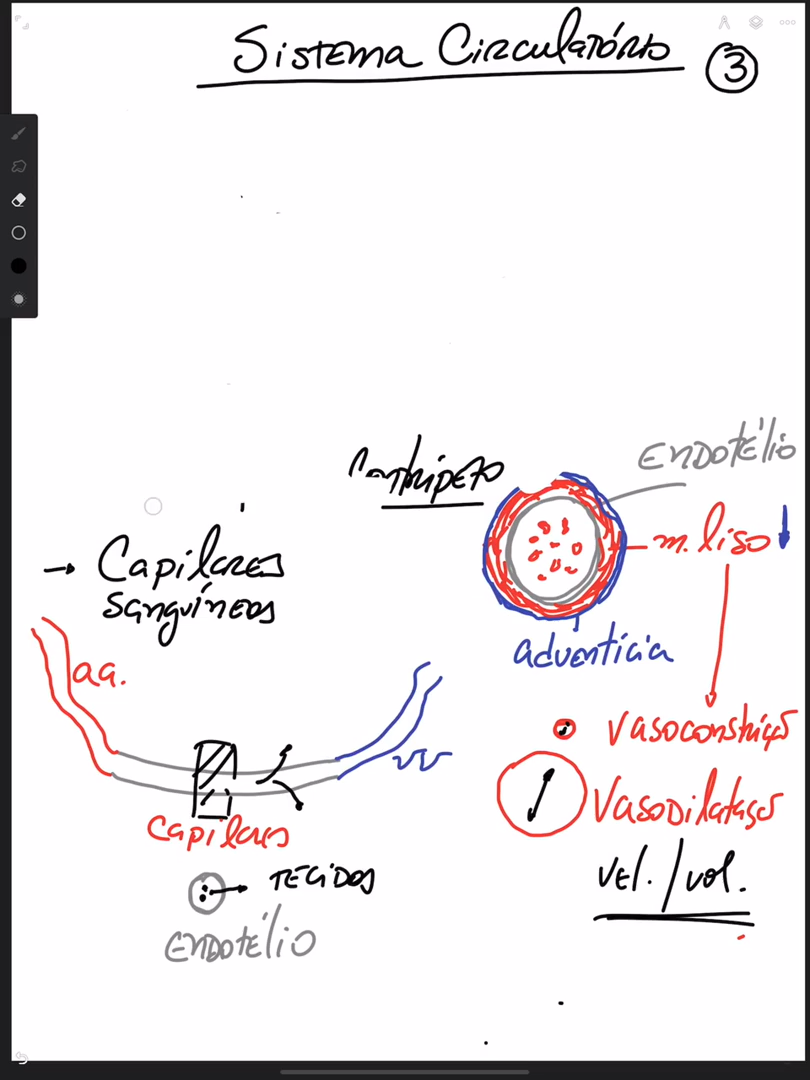 Sistema Circulatório 3
Centrípeto
Endotélio
→ Capilares
sanguíneos
m. liso ↓
adventícia
aa.
vv
Capilares
→ TECIDOS
Endotélio
Vasoconstrição
Vasodilatação
vel. / vol.